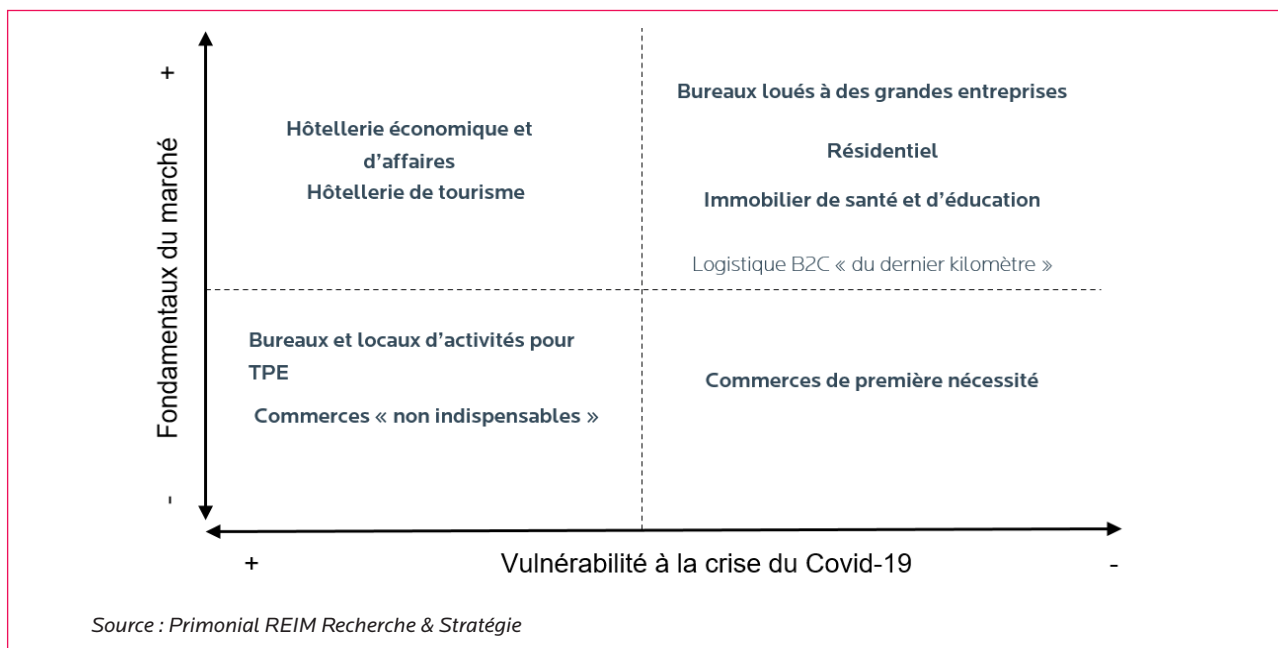 +
Fondamentaux du marché
-
Hôtellerie économique et
d’affaires
Hôtellerie de tourisme
Bureaux loués à des grandes entreprises
Résidentiel
Immobilier de santé et d’éducation
Logistique B2C « du dernier kilomètre »
Bureaux et locaux d’activités pour
TPE
Commerces « non indispensables »
Commerces de première nécessité
+
Vulnérabilité à la crise du Covid-19
-
Source : Primonial REIM Recherche & Stratégie